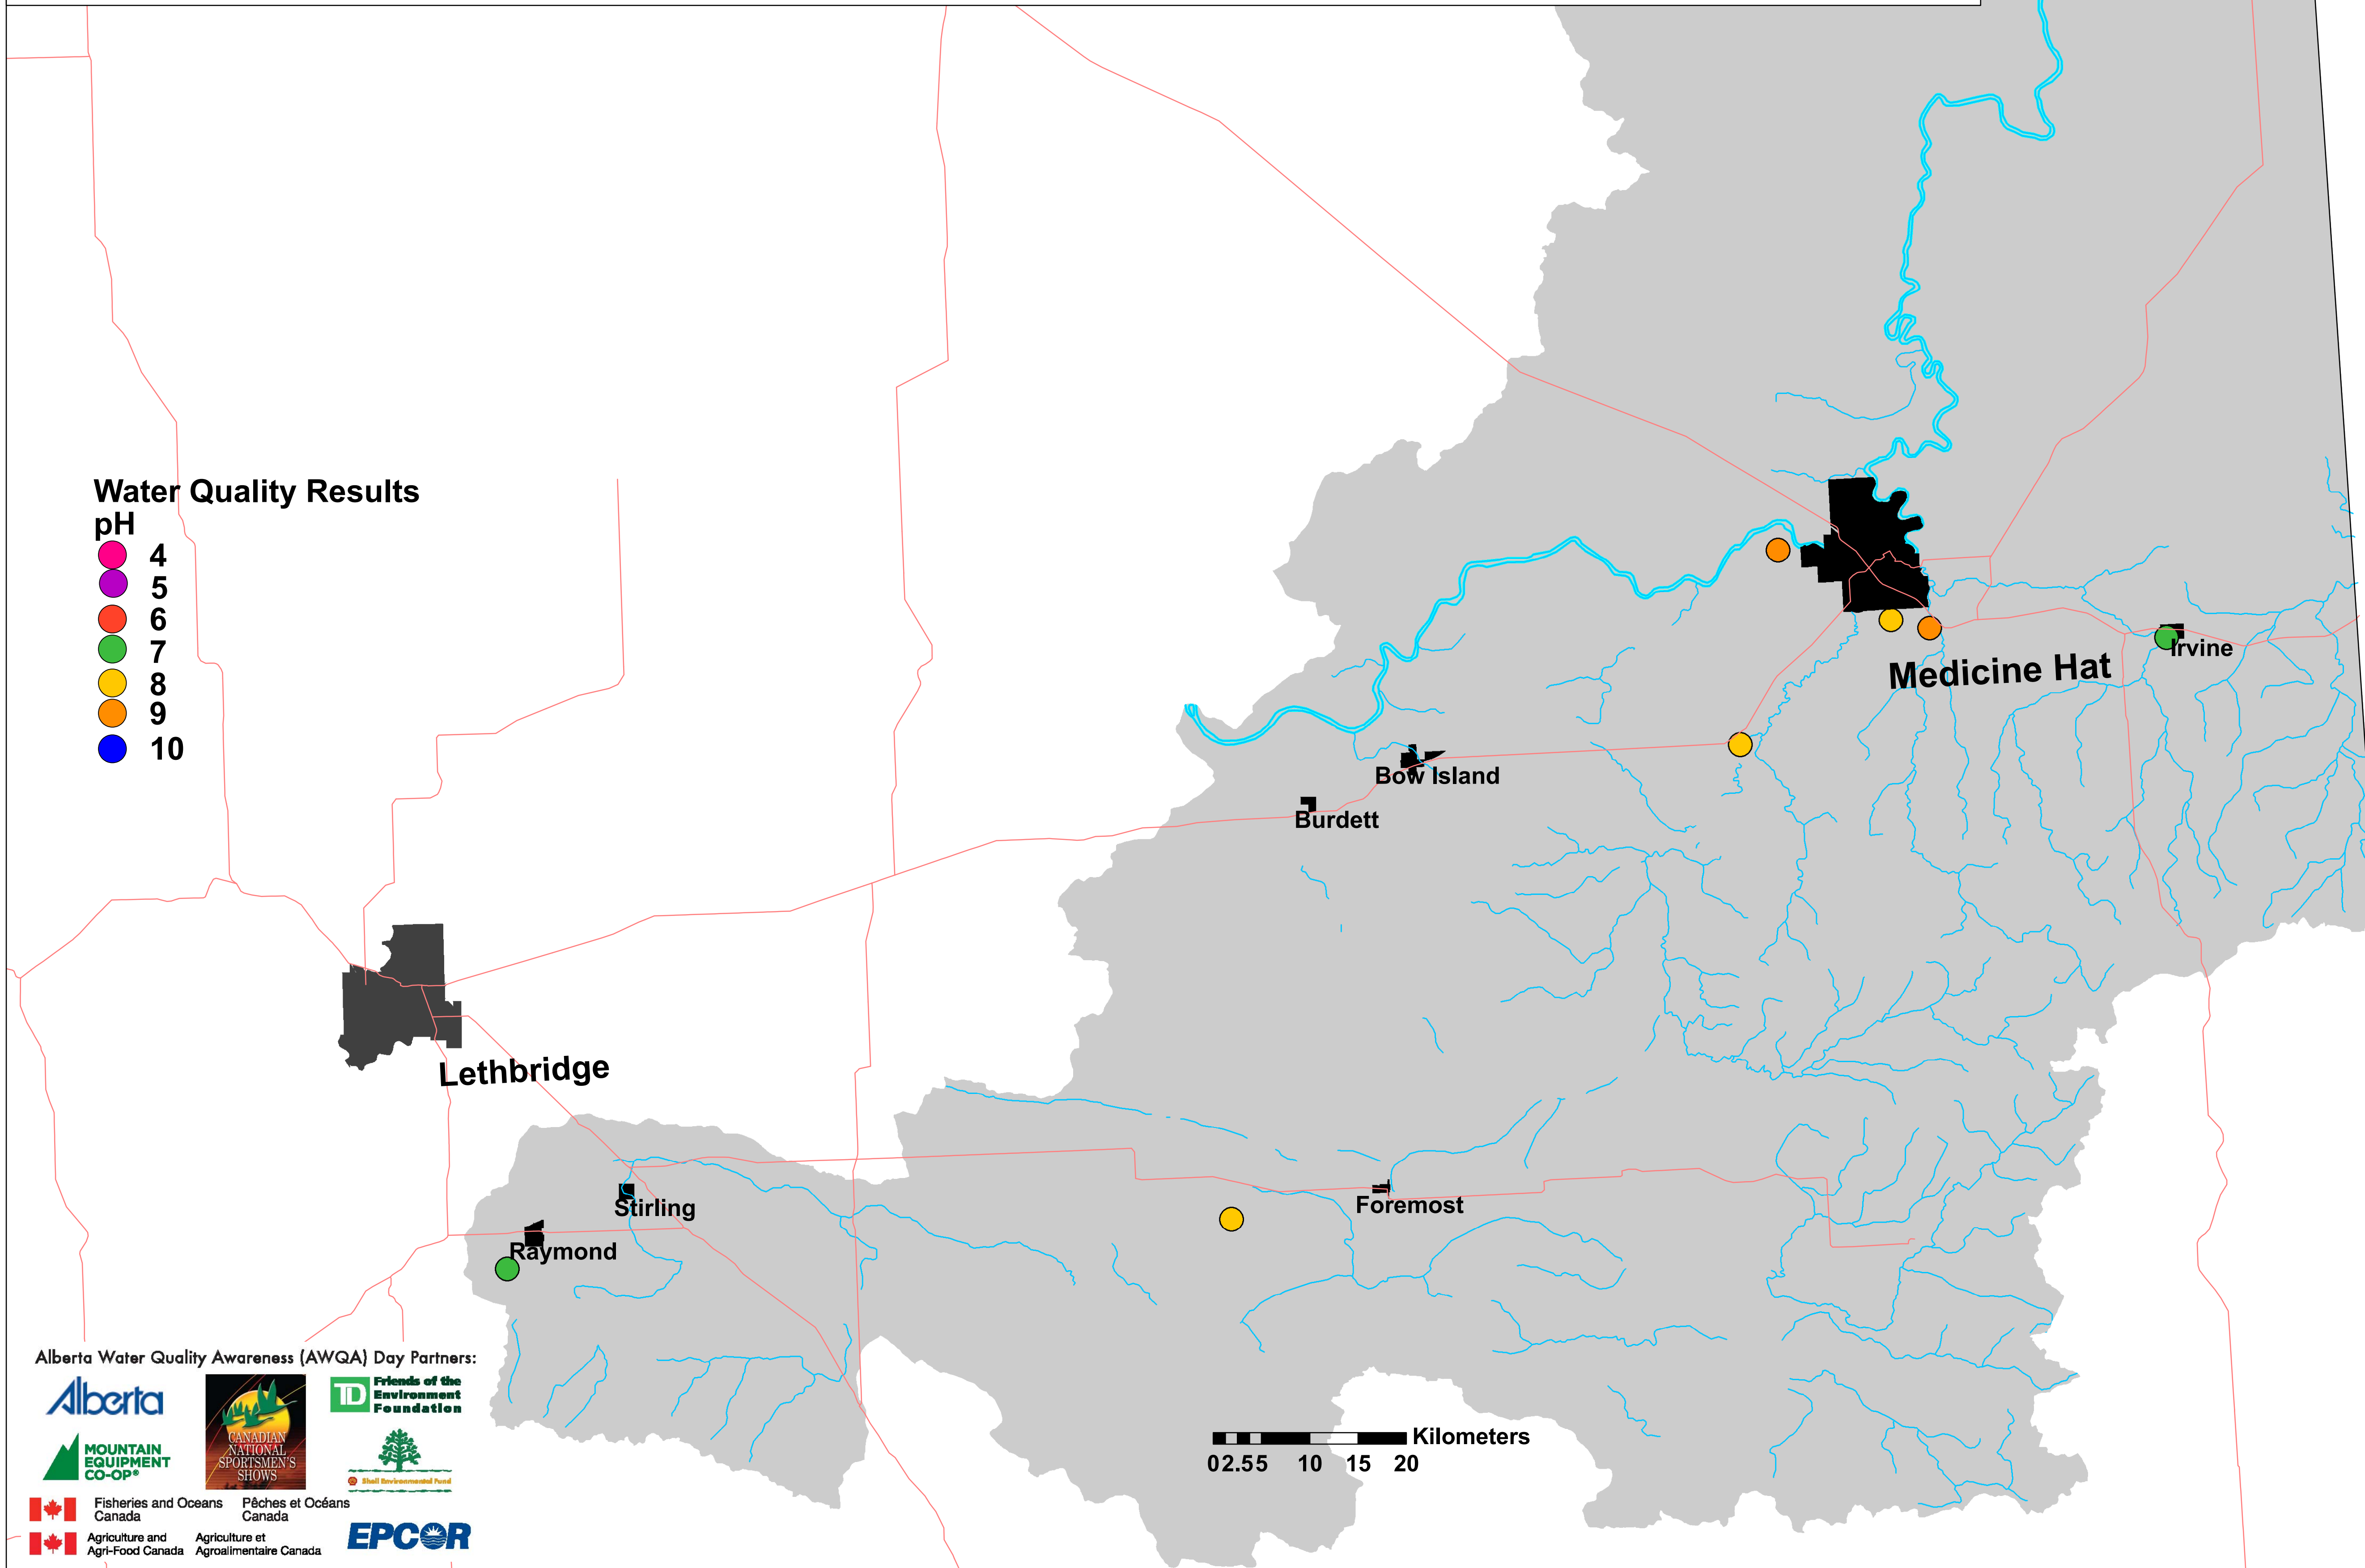 Water Quality Results
pH
4
5
6
7
8
9
10
Medicine Hat
Irvine
Bow Island
Burdett
Lethbridge
Stirling
Raymond
Foremost
Kilometers
0 2.5 5 10 15 20
Alberta Water Quality Awareness (AWQA) Day Partners:
Alberta
CANADIAN
NATIONAL
SPORTSMEN'S
SHOWS
TD
Friends of the
Environment
Foundation
MOUNTAIN
EQUIPMENT
CO-OP®
Shell Environmental Fund
Fisheries and Oceans
Canada
Pêches et Océans
Canada
Agriculture and
Agri-Food Canada
Agriculture et
Agroalimentaire Canada
EPCOR